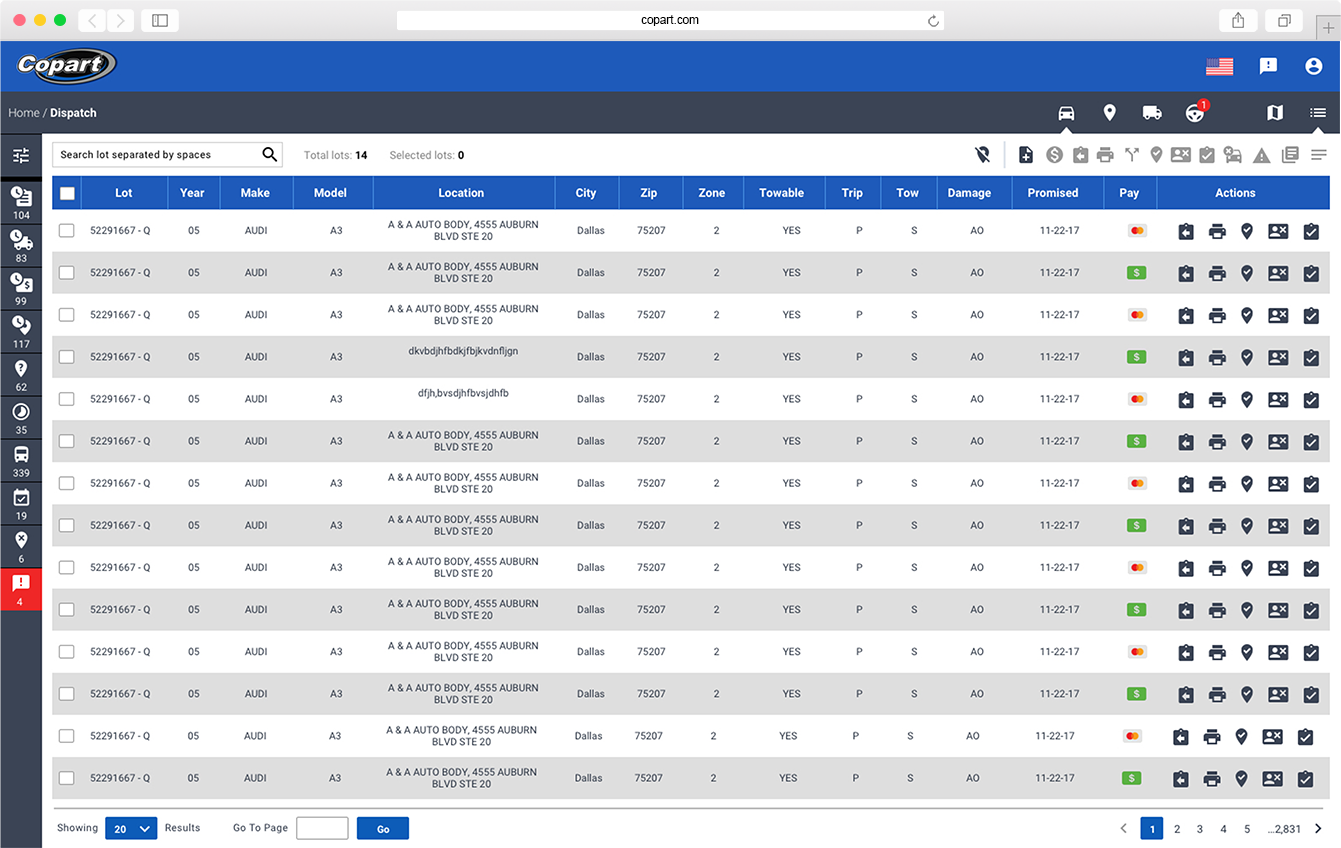 copart.com
Copart
Home / Dispatch
1
Search lot separated by spaces Total lots: 14 Selected lots: 0
Lot Year Make Model Location City Zip Zone Towable Trip Tow Damage Promised Pay Actions
104
83
99
117
62
35
339
19
6
4
52291667 - Q 05 AUDI A3 A & A AUTO BODY, 4555 AUBURN
BLVD STE 20 Dallas 75207 2 YES P S AO 11-22-17
52291667 - Q 05 AUDI A3 A & A AUTO BODY, 4555 AUBURN
BLVD STE 20 Dallas 75207 2 YES P S AO 11-22-17 $
52291667 - Q 05 AUDI A3 A & A AUTO BODY, 4555 AUBURN
BLVD STE 20 Dallas 75207 2 YES P S AO 11-22-17
52291667 - Q 05 AUDI A3 dkvbdjhfbdkjfbjkvdnfljgn Dallas 75207 2 YES P S AO 11-22-17 $
52291667 - Q 05 AUDI A3 dfjh,bvsdjhfbvsjdhfb Dallas 75207 2 YES P S AO 11-22-17
52291667 - Q 05 AUDI A3 A & A AUTO BODY, 4555 AUBURN
BLVD STE 20 Dallas 75207 2 YES P S AO 11-22-17 $
52291667 - Q 05 AUDI A3 A & A AUTO BODY, 4555 AUBURN
BLVD STE 20 Dallas 75207 2 YES P S AO 11-22-17
52291667 - Q 05 AUDI A3 A & A AUTO BODY, 4555 AUBURN
BLVD STE 20 Dallas 75207 2 YES P S AO 11-22-17 $
52291667 - Q 05 AUDI A3 A & A AUTO BODY, 4555 AUBURN
BLVD STE 20 Dallas 75207 2 YES P S AO 11-22-17
52291667 - Q 05 AUDI A3 A & A AUTO BODY, 4555 AUBURN
BLVD STE 20 Dallas 75207 2 YES P S AO 11-22-17 $
52291667 - Q 05 AUDI A3 A & A AUTO BODY, 4555 AUBURN
BLVD STE 20 Dallas 75207 2 YES P S AO 11-22-17
52291667 - Q 05 AUDI A3 A & A AUTO BODY, 4555 AUBURN
BLVD STE 20 Dallas 75207 2 YES P S AO 11-22-17 $
52291667 - Q 05 AUDI A3 A & A AUTO BODY, 4555 AUBURN
BLVD STE 20 Dallas 75207 2 YES P S AO 11-22-17
52291667 - Q 05 AUDI A3 A & A AUTO BODY, 4555 AUBURN
BLVD STE 20 Dallas 75207 2 YES P S AO 11-22-17 $
Showing 20 Results Go To Page Go 1 2 3 4 5 ...2,831